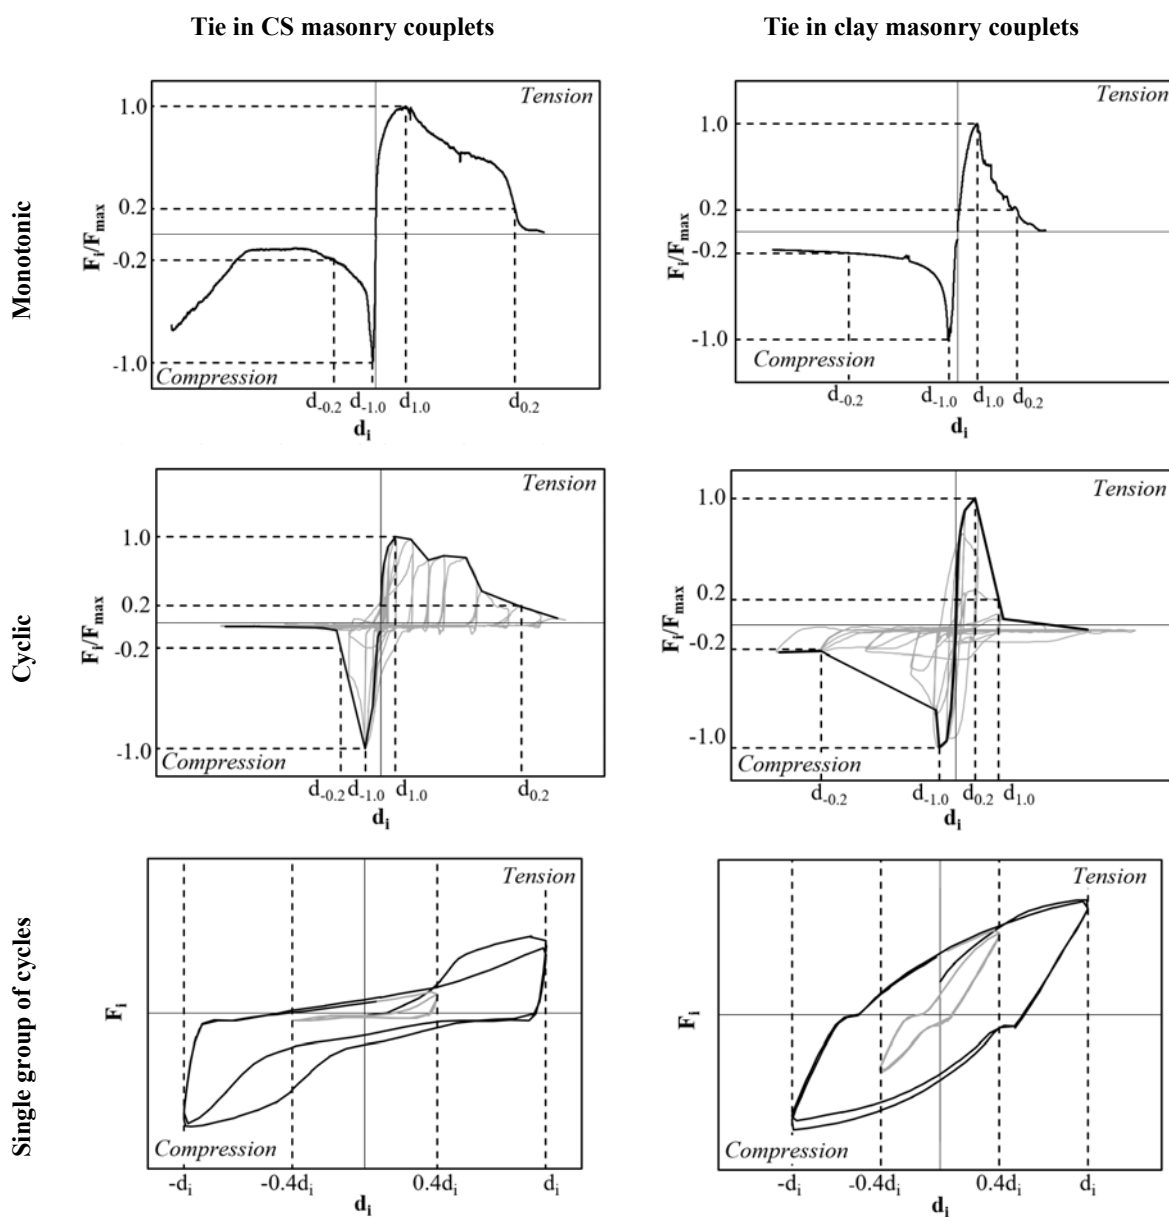 Tie in CS masonry couplets
Tie in clay masonry couplets
Monotonic
F_i/F_max
1.0
0.2
-0.2
-1.0
Tension
Compression
d_-0.2 d_-1.0 d_1.0 d_0.2
d_i
F_i/F_max
1.0
0.2
-0.2
-1.0
Tension
Compression
d_-0.2 d_-1.0 d_1.0 d_0.2
d_i
Cyclic
F_i/F_max
1.0
0.2
-0.2
-1.0
Tension
Compression
d_-0.2 d_-1.0 d_1.0 d_0.2
d_i
F_i/F_max
1.0
0.2
-0.2
-1.0
Tension
Compression
d_-0.2 d_-1.0 d_0.2 d_1.0
d_i
Single group of cycles
F_i
Tension
Compression
-d_i -0.4d_i 0.4d_i d_i
d_i
F_i
Tension
Compression
-d_i -0.4d_i 0.4d_i d_i
d_i